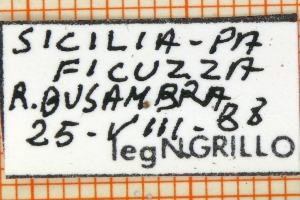 SICILIA-PA
FICUZZA
R.BUSAMBRA
25-VIII-88
leg N.GRILLO